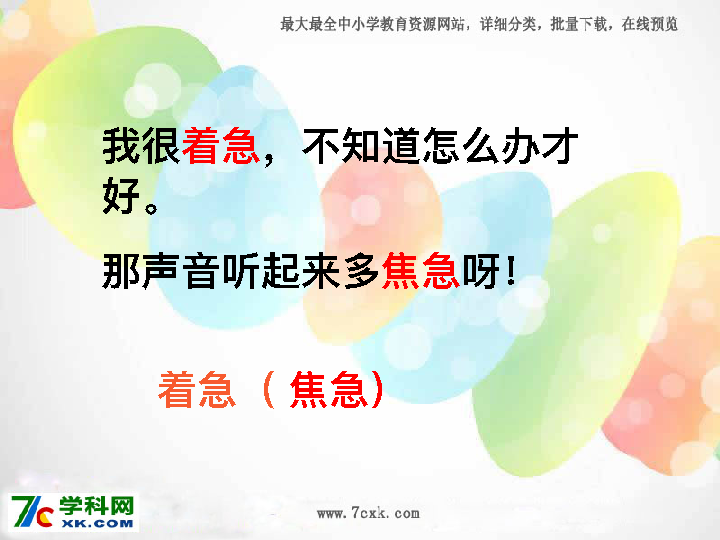 最大最全中小学教育资源网站，详细分类，批量下载，在线预览
我很着急，不知道怎么办才
好。
那声音听起来多焦急呀！
着急（ 焦急）
7C学科网
XK.COM
www.7cxk.com